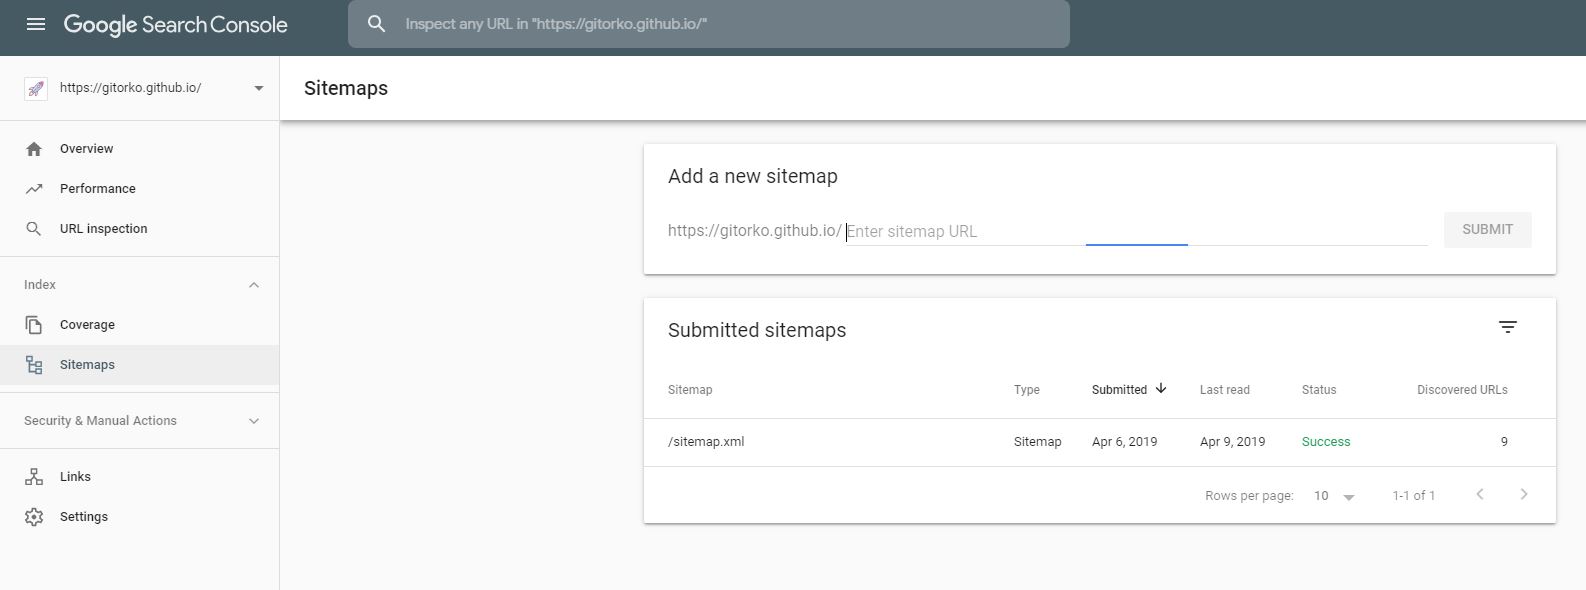 Google Search Console
Inspect any URL in "https://gitorko.github.io/"
https://gitorko.github.io/
Overview
Performance
URL inspection
Index
Coverage
Sitemaps
Security & Manual Actions
Links
Settings
Sitemaps
Add a new sitemap
https://gitorko.github.io/ Enter sitemap URL SUBMIT
Submitted sitemaps
Sitemap Type Submitted Last read Status Discovered URLs
/sitemap.xml Sitemap Apr 6, 2019 Apr 9, 2019 Success 9
Rows per page: 10 1-1 of 1